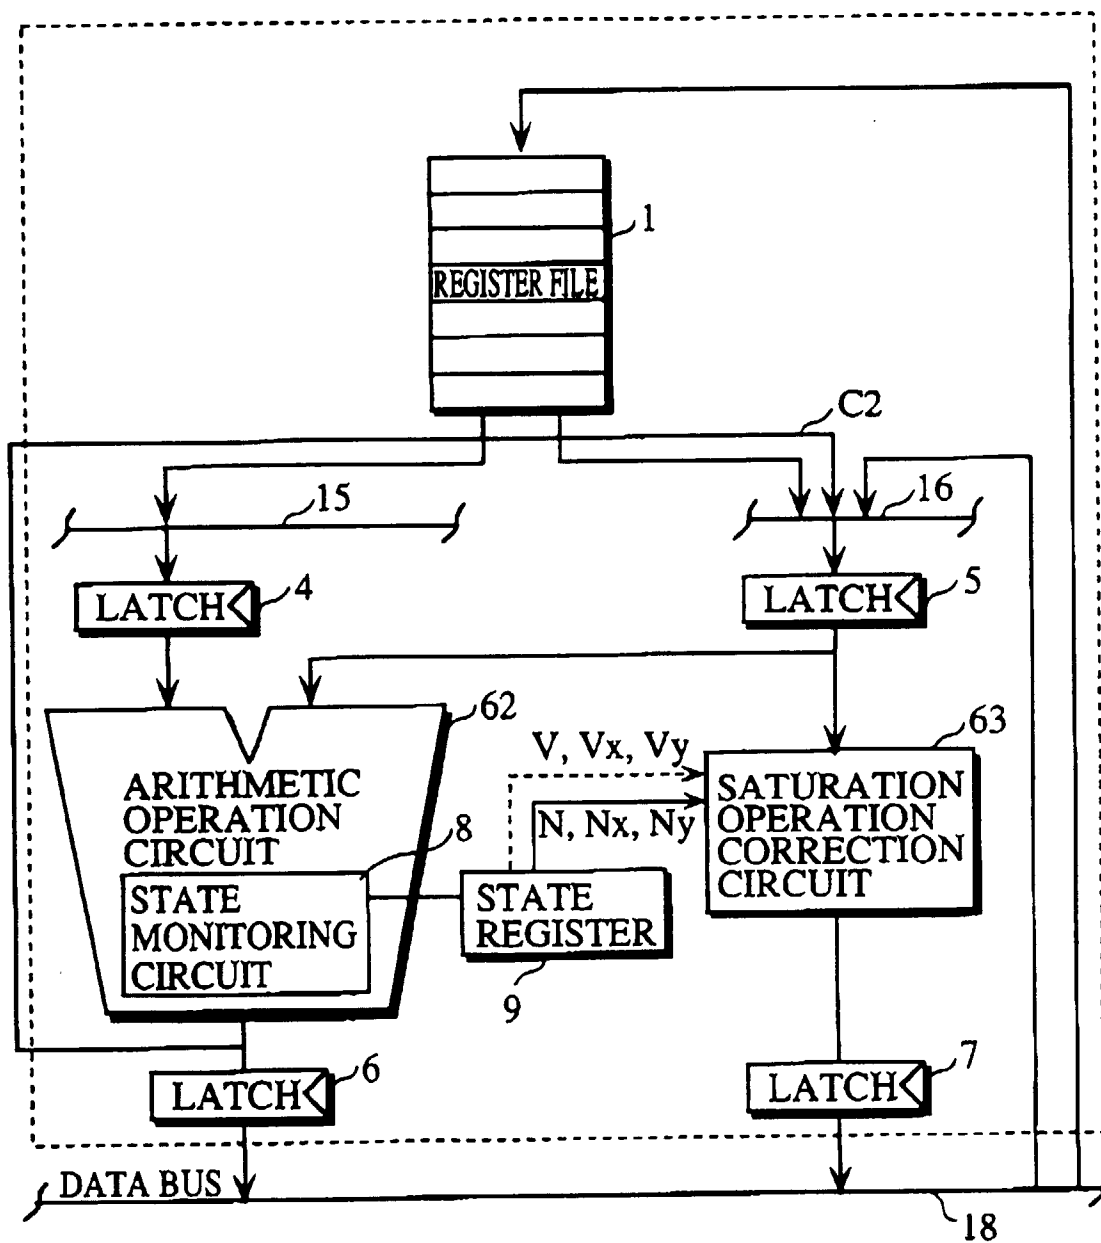 1
REGISTER FILE
C2
15
16
LATCH
4
LATCH
5
62
63
V, Vx, Vy
N, Nx, Ny
ARITHMETIC
OPERATION
CIRCUIT
8
STATE
MONITORING
CIRCUIT
STATE
REGISTER
9
SATURATION
OPERATION
CORRECTION
CIRCUIT
LATCH
6
LATCH
7
DATA BUS
18